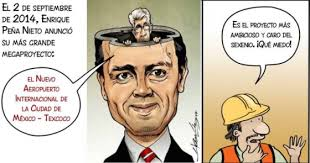 EL 2 DE SEPTIEMBRE
DE 2014, ENRIQUE
PEÑA NIETO ANUNCIÓ
SU MÁS GRANDE
MEGAPROYECTO:
EL NUEVO
AEROPUERTO
INTERNACIONAL DE
LA CIUDAD DE
MÉXICO - TEXCOCO
ES EL PROYECTO MÁS
AMBICIOSO Y CARO DEL
SEXENIO. ¡QUÉ MIEDO!